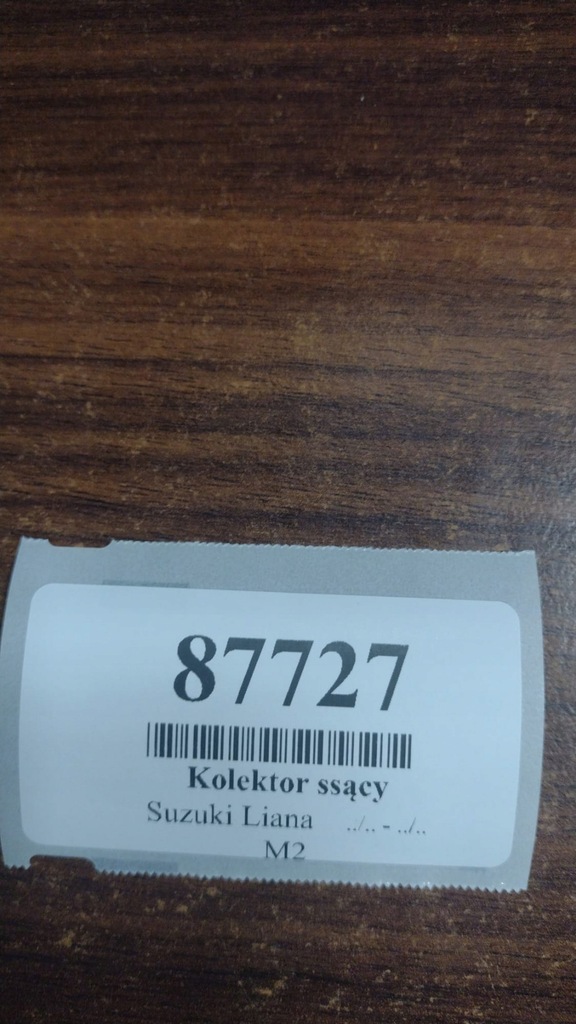 87727
Kolektor ssący
Suzuki Liana ../.. - ../..
M2